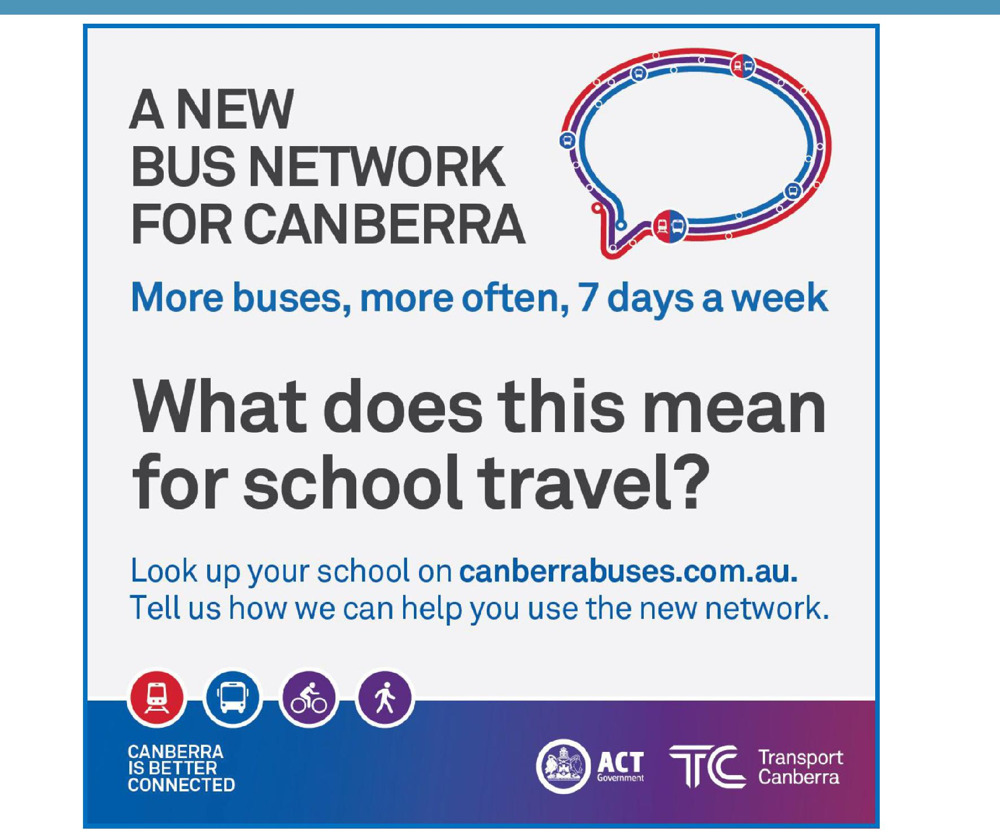 A NEW
BUS NETWORK
FOR CANBERRA
More buses, more often, 7 days a week
What does this mean
for school travel?
Look up your school on canberrabuses.com.au.
Tell us how we can help you use the new network.
CANBERRA
IS BETTER
CONNECTED
ACT
Government
TC
Transport
Canberra